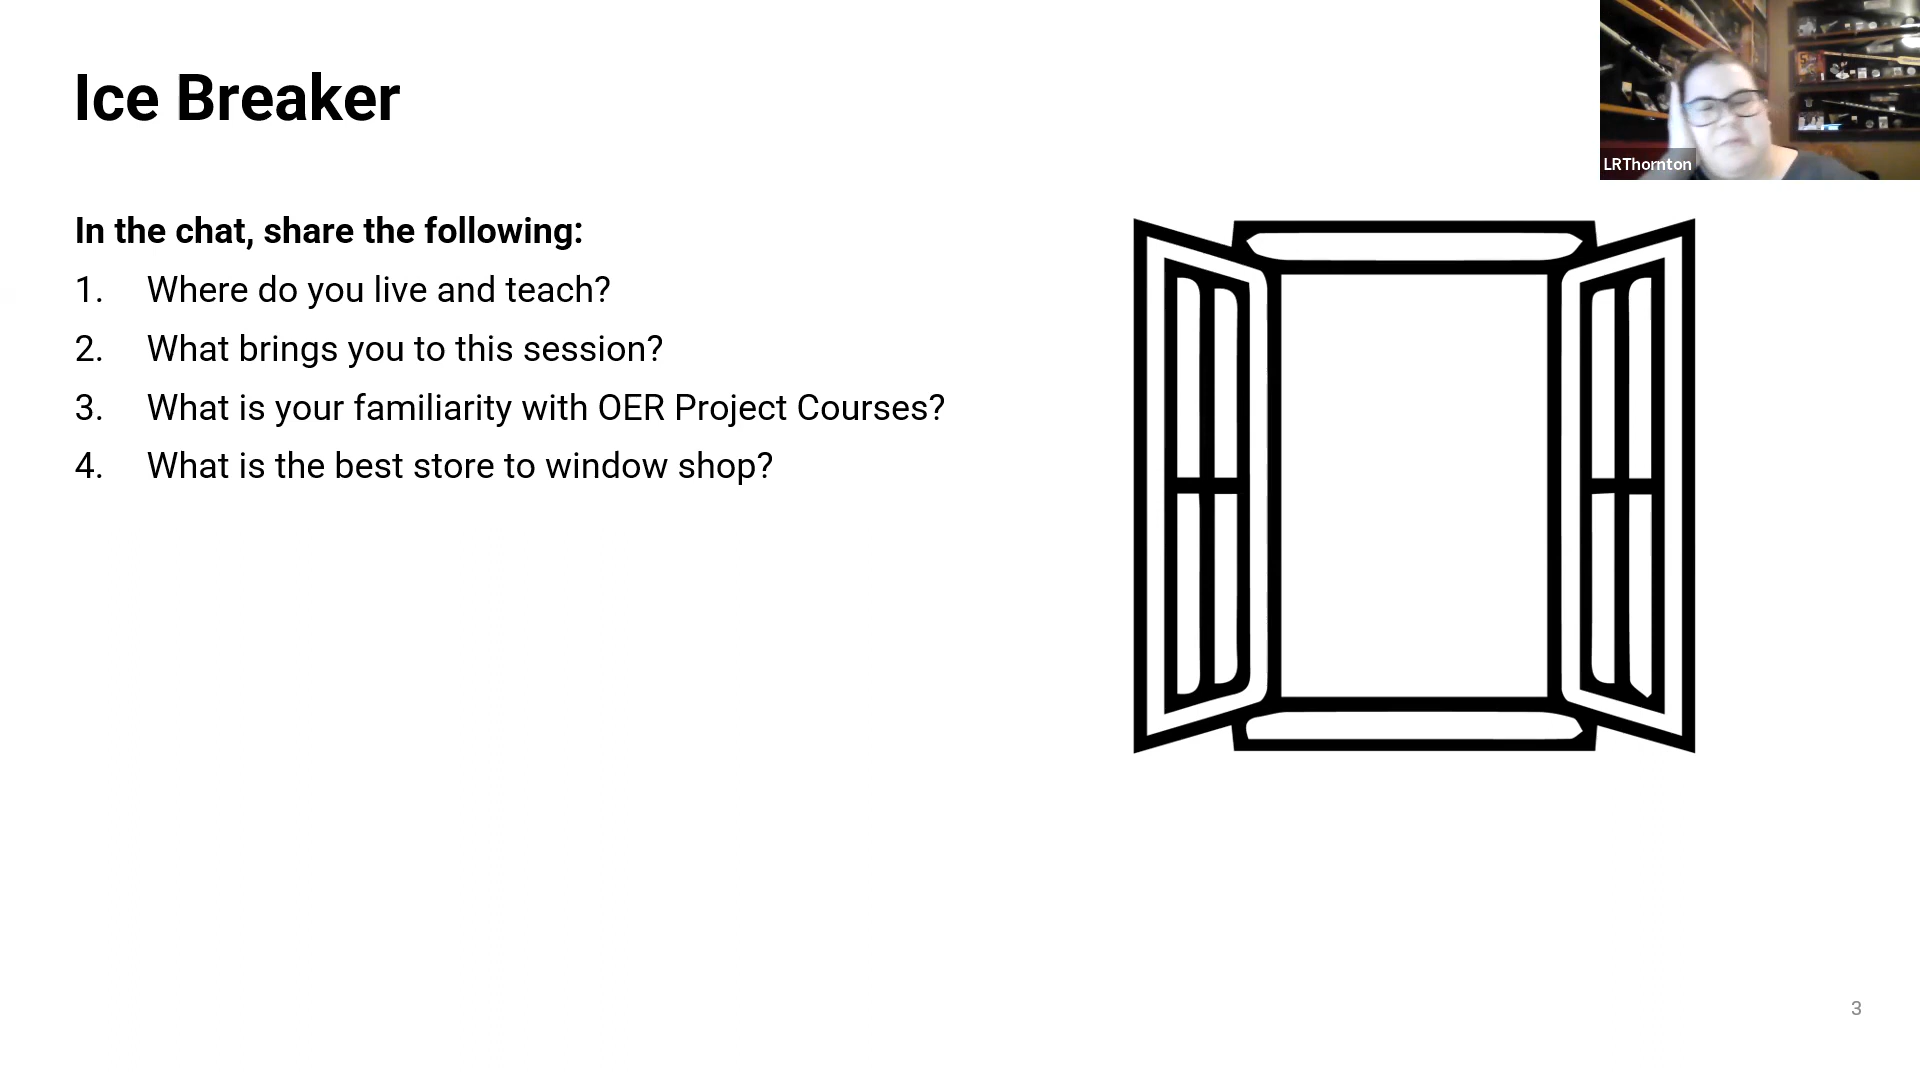 Ice Breaker
LRThornton
In the chat, share the following:
1. Where do you live and teach?
2. What brings you to this session?
3. What is your familiarity with OER Project Courses?
4. What is the best store to window shop?
3